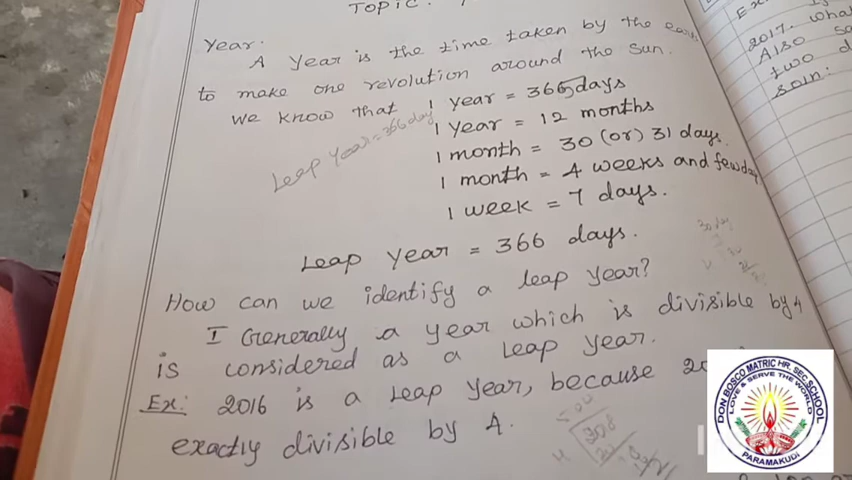 TOPIC :
Year:
A year is the time taken by the
to make one revolution around the sun.
We know that 1 year = 365 days
Leap year = 366 day
1 year = 12 months
1 month = 30 (or) 31 days.
1 month = 4 weeks and few day
1 week = 7 days.
Leap year = 366 days.
How can we identify a leap year?
I Generally a year which is divisible by 4
is considered as a leap year.
Ex: 2016 is a leap year, because
exactly divisible by 4.
2017. What
Also
two
Soln:
DON BOSCO MATRIC HR. SEC SCHOOL
LOVE & SERVE THE WORLD
PARAMAKUDI